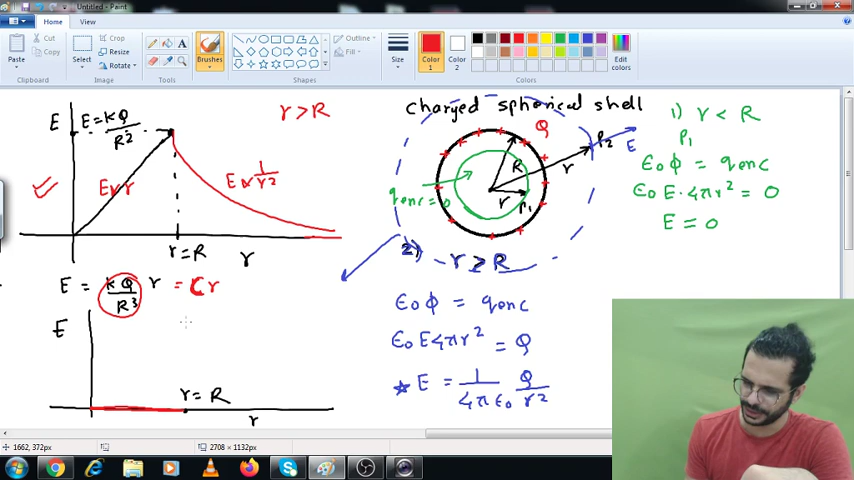 Untitled - Paint
Home
View
Cut
Copy
Paste
Clipboard
Select
Crop
Resize
Rotate
Image
Tools
Brushes
Shapes
Outline
Fill
Size
Color 1
Color 2
Colors
Edit colors
E
E = kQ/R²
r > R
E ∝ r
E ∝ 1/r²
r = R
r
E = kQ/R³ r = Cr
E
r = R
r
charged spherical shell
Q
R
r
r
P₁
P₂
E
qenc = 0
2)
r ≥ R
ϵ₀ φ = qenc
ϵ₀ E 4πr² = Q
* E = 1/4πϵ₀ Q/r²
1) r < R
P₁
ϵ₀ φ = qenc
ϵ₀ E · 4πr² = 0
E = 0
1662, 372px
2708 × 1132px